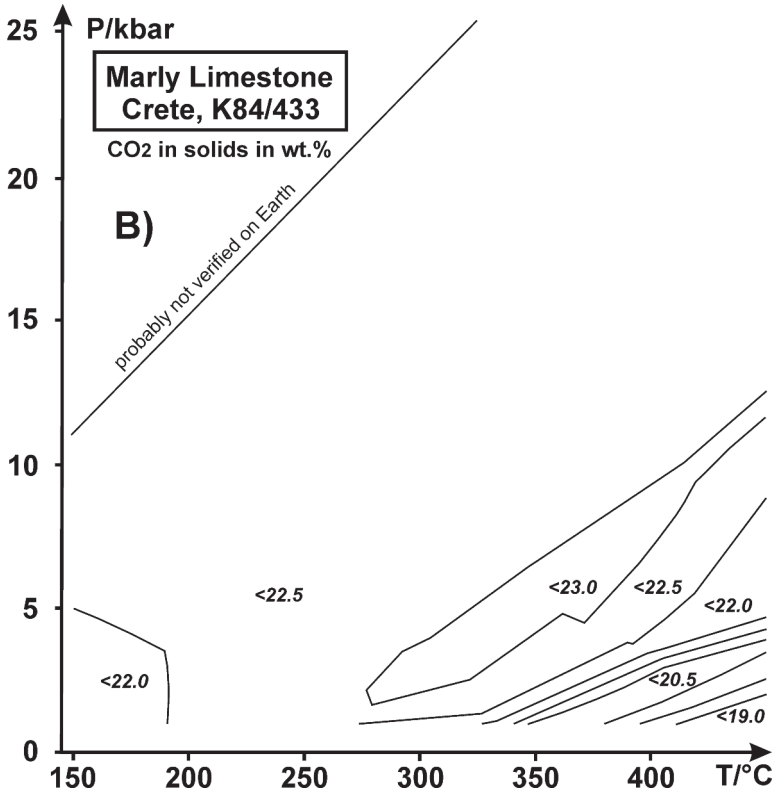 25
P/kbar
Marly Limestone
Crete, K84/433
CO2 in solids in wt.%
20
B)
probably not verified on Earth
15
10
<23.0
<22.5
<22.5
5
<22.0
<22.0
<20.5
<19.0
0
150
200
250
300
350
400
T/°C